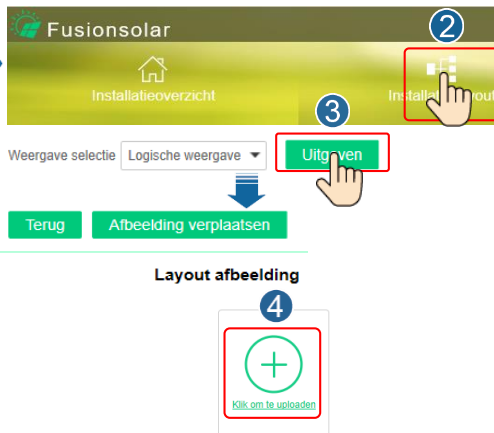 Fusionsolar
2
Installatieoverzicht
3
Weergave selectie Logische weergave
Terug Afbeelding verplaatsen
Layout afbeelding
4
Klik om te uploaden